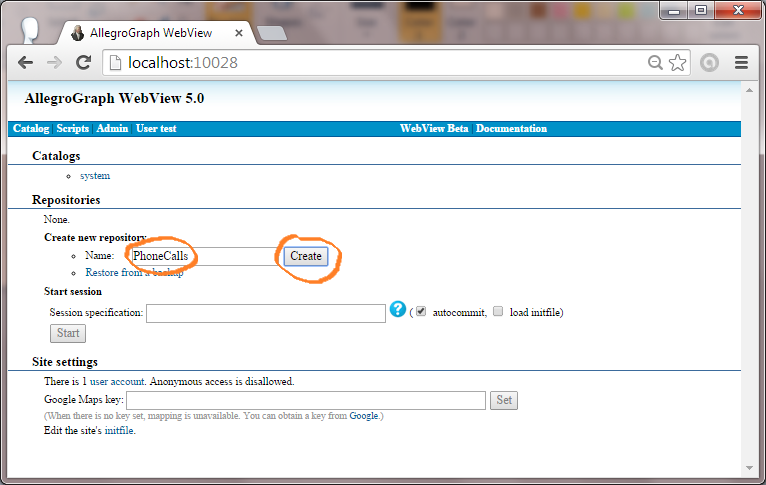 AllegroGraph WebView
localhost:10028
AllegroGraph WebView 5.0
Catalog | Scripts | Admin | User test WebView Beta | Documentation
Catalogs
system
Repositories
None.
Create new repository
Name: PhoneCalls Create
Restore from a backup
Start session
Session specification: ? ( autocommit, load initfile)
Start
Site settings
There is 1 user account. Anonymous access is disallowed.
Google Maps key: Set
(When there is no key set, mapping is unavailable. You can obtain a key from Google.)
Edit the site's initfile.